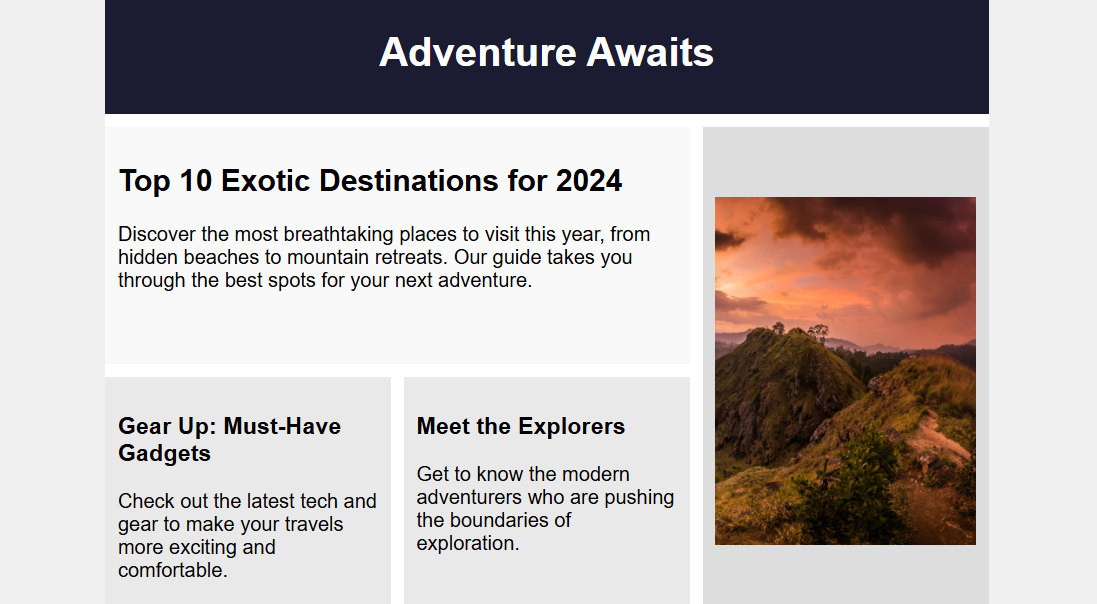 Adventure Awaits
Top 10 Exotic Destinations for 2024
Discover the most breathtaking places to visit this year, from
hidden beaches to mountain retreats. Our guide takes you
through the best spots for your next adventure.
Gear Up: Must-Have
Gadgets
Check out the latest tech and
gear to make your travels
more exciting and
comfortable.
Meet the Explorers
Get to know the modern
adventurers who are pushing
the boundaries of
exploration.